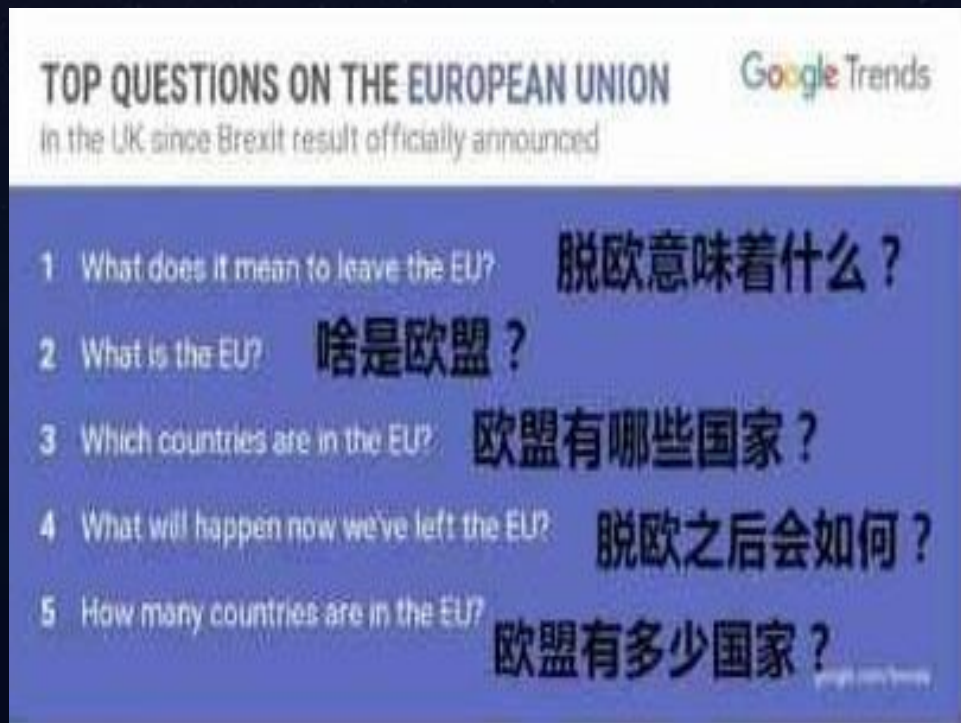 TOP QUESTIONS ON THE EUROPEAN UNION Google Trends
in the UK since Brexit result officially announced
1 What does it mean to leave the EU? 脱欧意味着什么？
2 What is the EU? 啥是欧盟？
3 Which countries are in the EU? 欧盟有哪些国家？
4 What will happen now we've left the EU? 脱欧之后会如何？
5 How many countries are in the EU? 欧盟有多少国家？